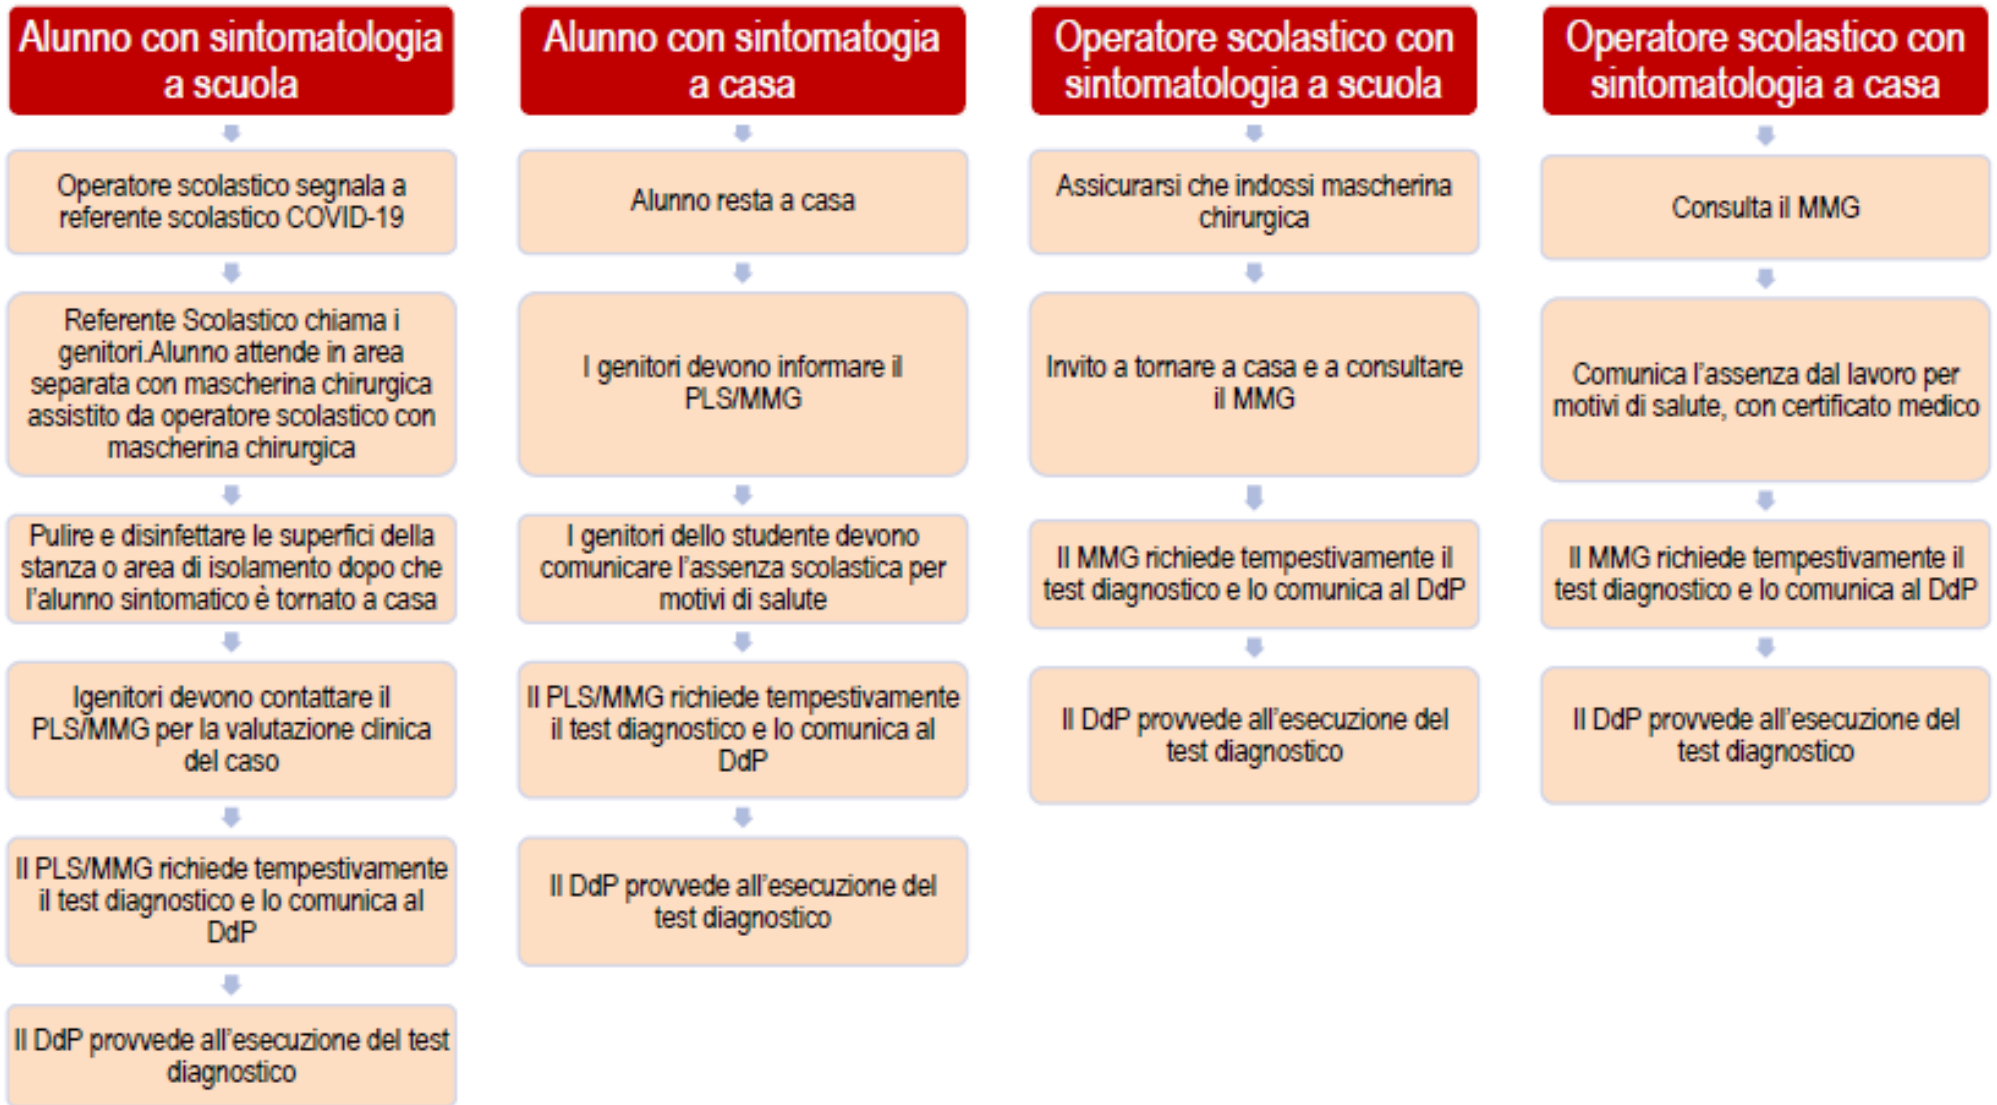 Alunno con sintomatologia
a scuola
Operatore scolastico segnala a
referente scolastico COVID-19
Referente Scolastico chiama i
genitori.Alunno attende in area
separata con mascherina chirurgica
assistito da operatore scolastico con
mascherina chirurgica
Pulire e disinfettare le superfici della
stanza o area di isolamento dopo che
l'alunno sintomatico è tornato a casa
Igenitori devono contattare il
PLS/MMG per la valutazione clinica
del caso
Il PLS/MMG richiede tempestivamente
il test diagnostico e lo comunica al
DdP
Il DdP provvede all'esecuzione del test
diagnostico
Alunno con sintomatogia
a casa
Alunno resta a casa
I genitori devono informare il
PLS/MMG
I genitori dello studente devono
comunicare l'assenza scolastica per
motivi di salute
Il PLS/MMG richiede tempestivamente
il test diagnostico e lo comunica al
DdP
Il DdP provvede all'esecuzione del
test diagnostico
Operatore scolastico con
sintomatologia a scuola
Assicurarsi che indossi mascherina
chirurgica
Invito a tornare a casa e a consultare
il MMG
Il MMG richiede tempestivamente il
test diagnostico e lo comunica al DdP
Il DdP provvede all'esecuzione del
test diagnostico
Operatore scolastico con
sintomatologia a casa
Consulta il MMG
Comunica l'assenza dal lavoro per
motivi di salute, con certificato medico
Il MMG richiede tempestivamente il
test diagnostico e lo comunica al DdP
Il DdP provvede all'esecuzione del
test diagnostico